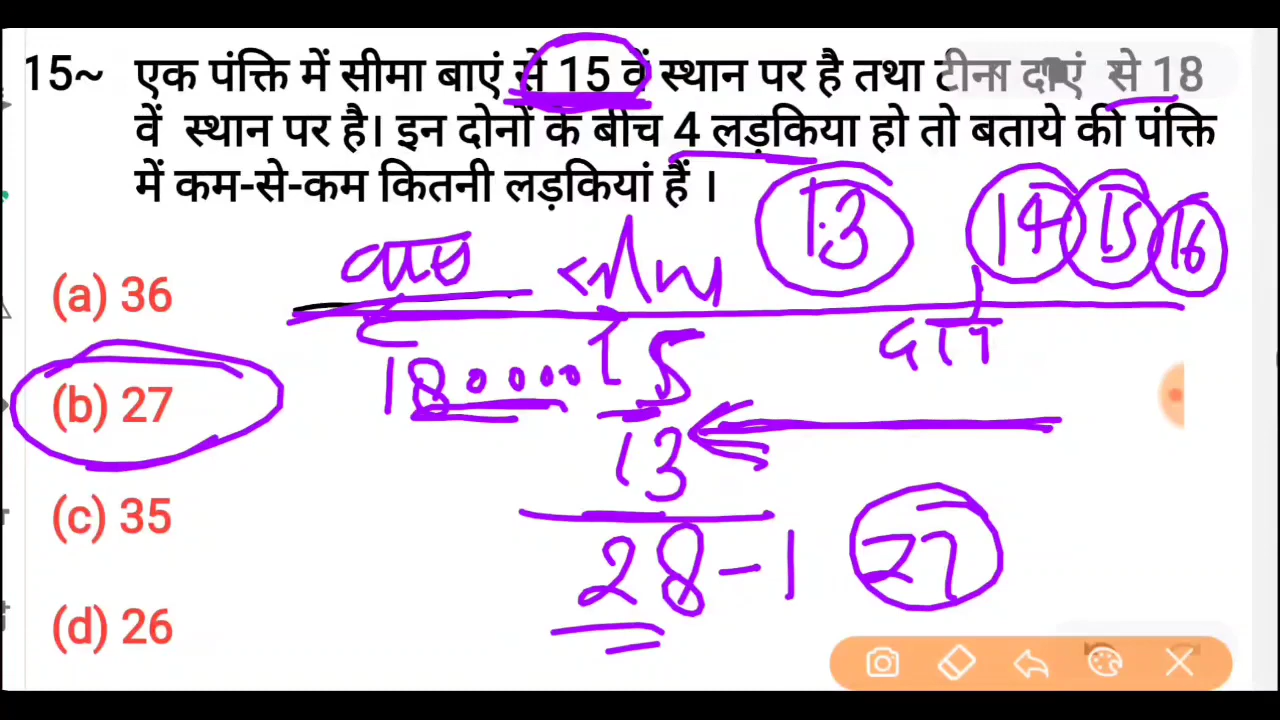 15~ एक पंक्ति में सीमा बाएं से 15 वें स्थान पर है तथा टीना दाएं से 18
वें स्थान पर है। इन दोनों के बीच 4 लड़किया हो तो बताये की पंक्ति
में कम-से-कम कितनी लड़कियां हैं ।
13 14 15 16
(a) 36
180000 15
(b) 27
13
(c) 35
28-1 27
(d) 26